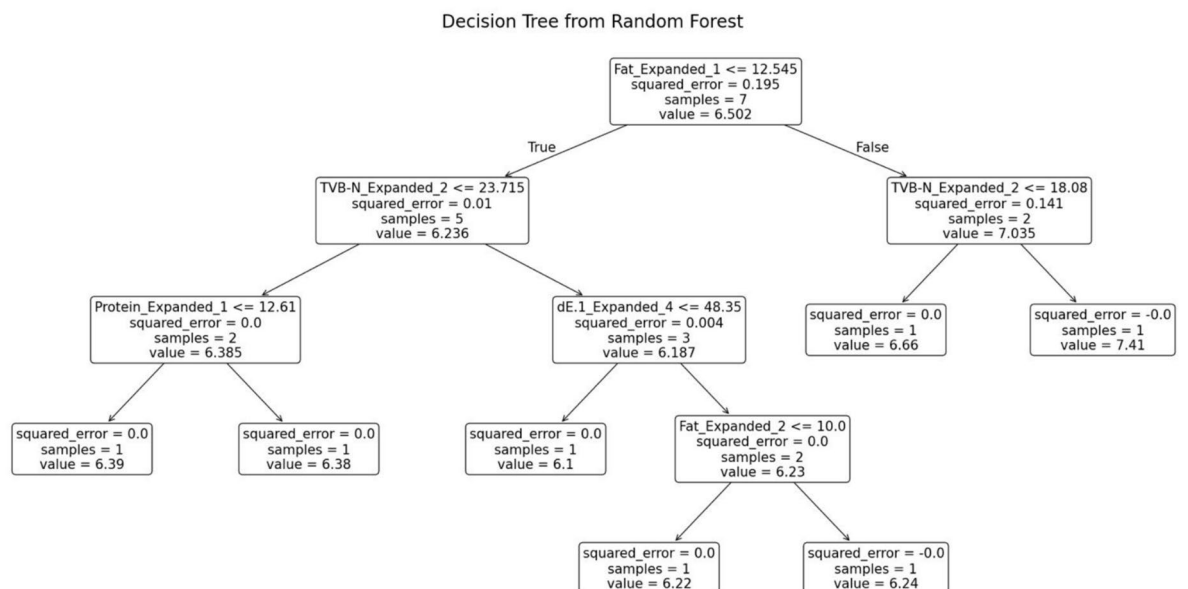 Decision Tree from Random Forest
Fat_Expanded_1 <= 12.545
squared_error = 0.195
samples = 7
value = 6.502
True
False
TVB-N_Expanded_2 <= 23.715
squared_error = 0.01
samples = 5
value = 6.236
TVB-N_Expanded_2 <= 18.08
squared_error = 0.141
samples = 2
value = 7.035
Protein_Expanded_1 <= 12.61
squared_error = 0.0
samples = 2
value = 6.385
dE.1_Expanded_4 <= 48.35
squared_error = 0.004
samples = 3
value = 6.187
squared_error = 0.0
samples = 1
value = 6.66
squared_error = -0.0
samples = 1
value = 7.41
squared_error = 0.0
samples = 1
value = 6.39
squared_error = 0.0
samples = 1
value = 6.38
squared_error = 0.0
samples = 1
value = 6.1
Fat_Expanded_2 <= 10.0
squared_error = 0.0
samples = 2
value = 6.23
squared_error = 0.0
samples = 1
value = 6.22
squared_error = -0.0
samples = 1
value = 6.24